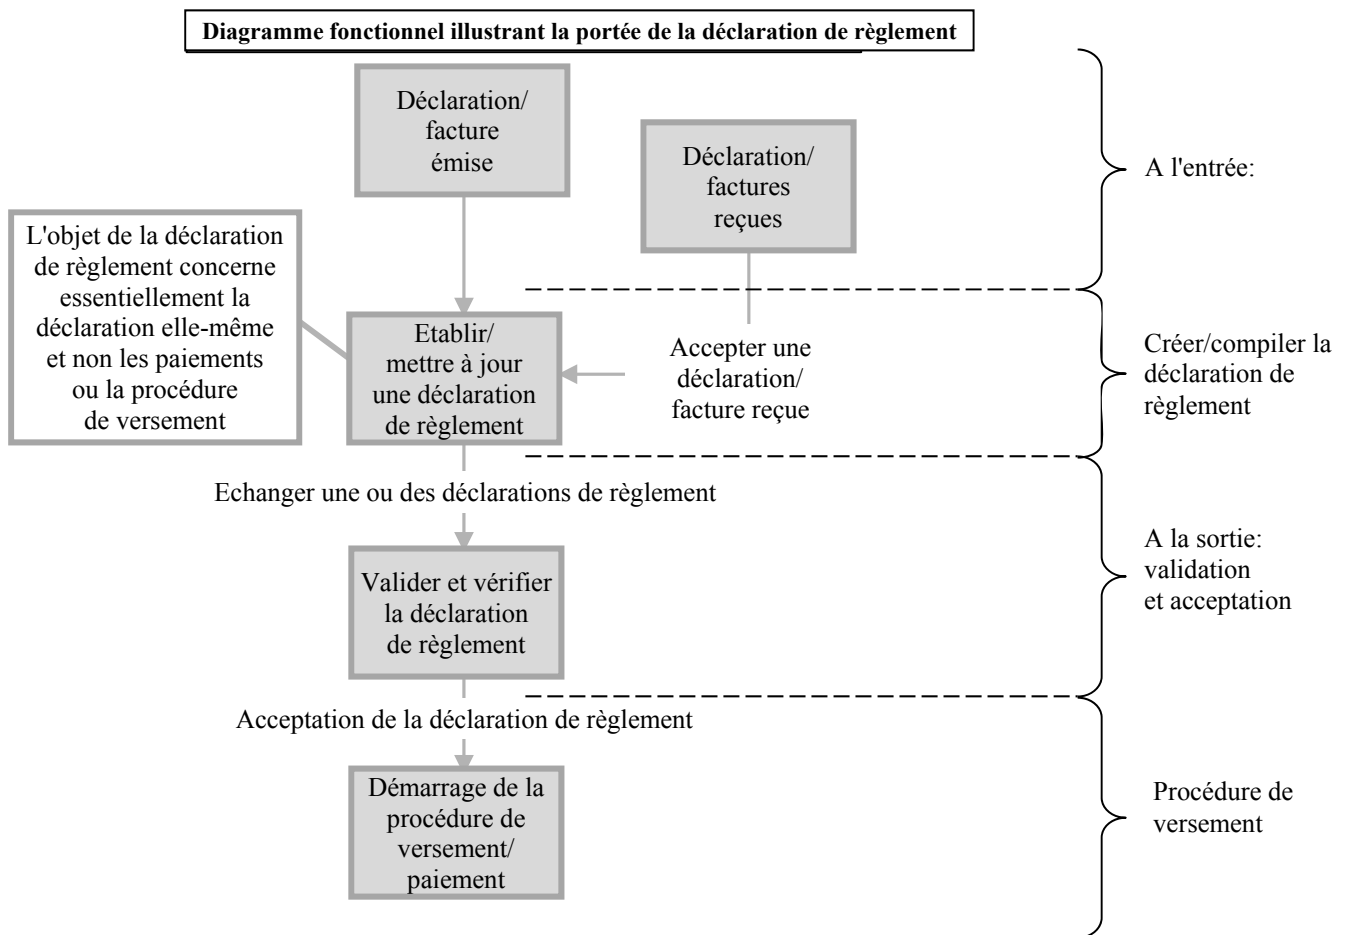 Diagramme fonctionnel illustrant la portée de la déclaration de règlement
Déclaration/
facture
émise
Déclaration/
factures
reçues
A l'entrée:
L'objet de la déclaration
de règlement concerne
essentiellement la
déclaration elle-même
et non les paiements
ou la procédure
de versement
Etablir/
mettre à jour
une déclaration
de règlement
Accepter une
déclaration/
facture reçue
Créer/compiler la
déclaration de
règlement
Echanger une ou des déclarations de règlement
Valider et vérifier
la déclaration
de règlement
A la sortie:
validation
et acceptation
Acceptation de la déclaration de règlement
Démarrage de la
procédure de
versement/
paiement
Procédure de
versement